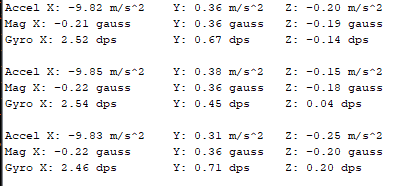 Accel X: -9.82 m/s^2    Y: 0.36 m/s^2   Z: -0.20 m/s^2
Mag X: -0.21 gauss      Y: 0.36 gauss   Z: -0.19 gauss
Gyro X: 2.52 dps        Y: 0.67 dps     Z: -0.14 dps

Accel X: -9.85 m/s^2    Y: 0.38 m/s^2   Z: -0.15 m/s^2
Mag X: -0.22 gauss      Y: 0.36 gauss   Z: -0.18 gauss
Gyro X: 2.54 dps        Y: 0.45 dps     Z: 0.04 dps

Accel X: -9.83 m/s^2    Y: 0.31 m/s^2   Z: -0.25 m/s^2
Mag X: -0.22 gauss      Y: 0.36 gauss   Z: -0.20 gauss
Gyro X: 2.46 dps        Y: 0.71 dps     Z: 0.20 dps